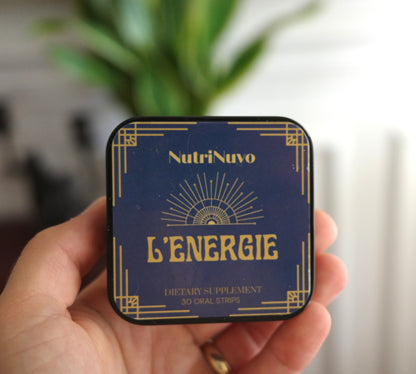 NutriNuvo
L'ENERGIE
DIETARY SUPPLEMENT
30 ORAL STRIPS